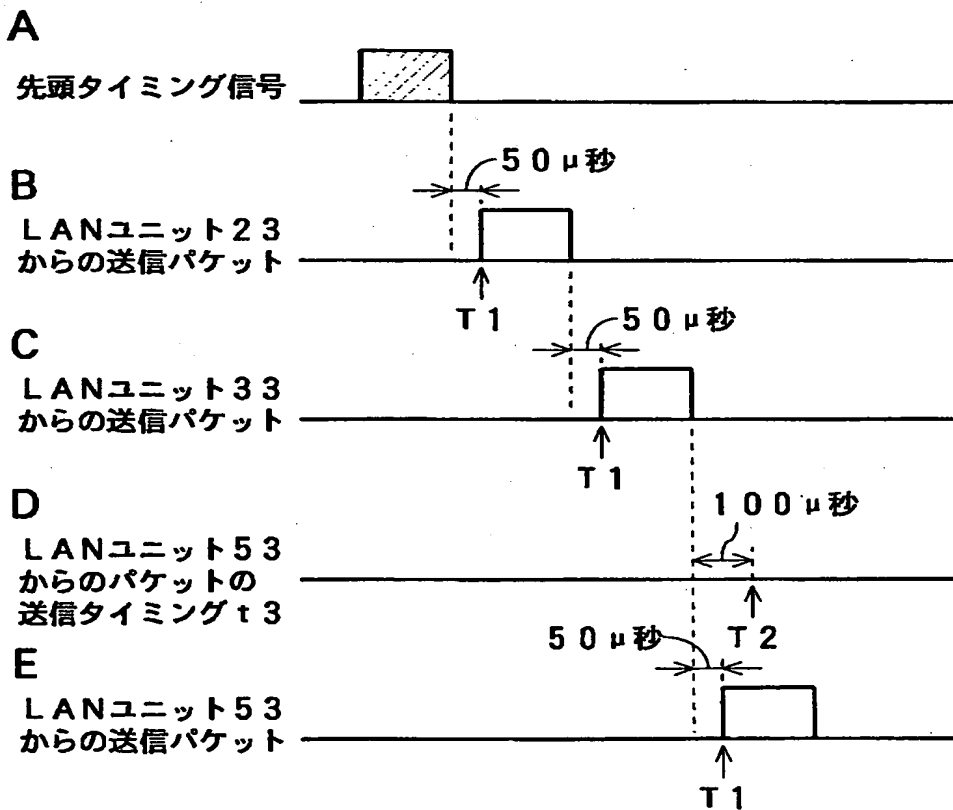 A
先頭タイミング信号
50μ秒
B
LANユニット23
からの送信パケット
T1
50μ秒
C
LANユニット33
からの送信パケット
T1
D
100μ秒
LANユニット53
からのパケットの
送信タイミングt3
T2
50μ秒
E
LANユニット53
からの送信パケット
T1